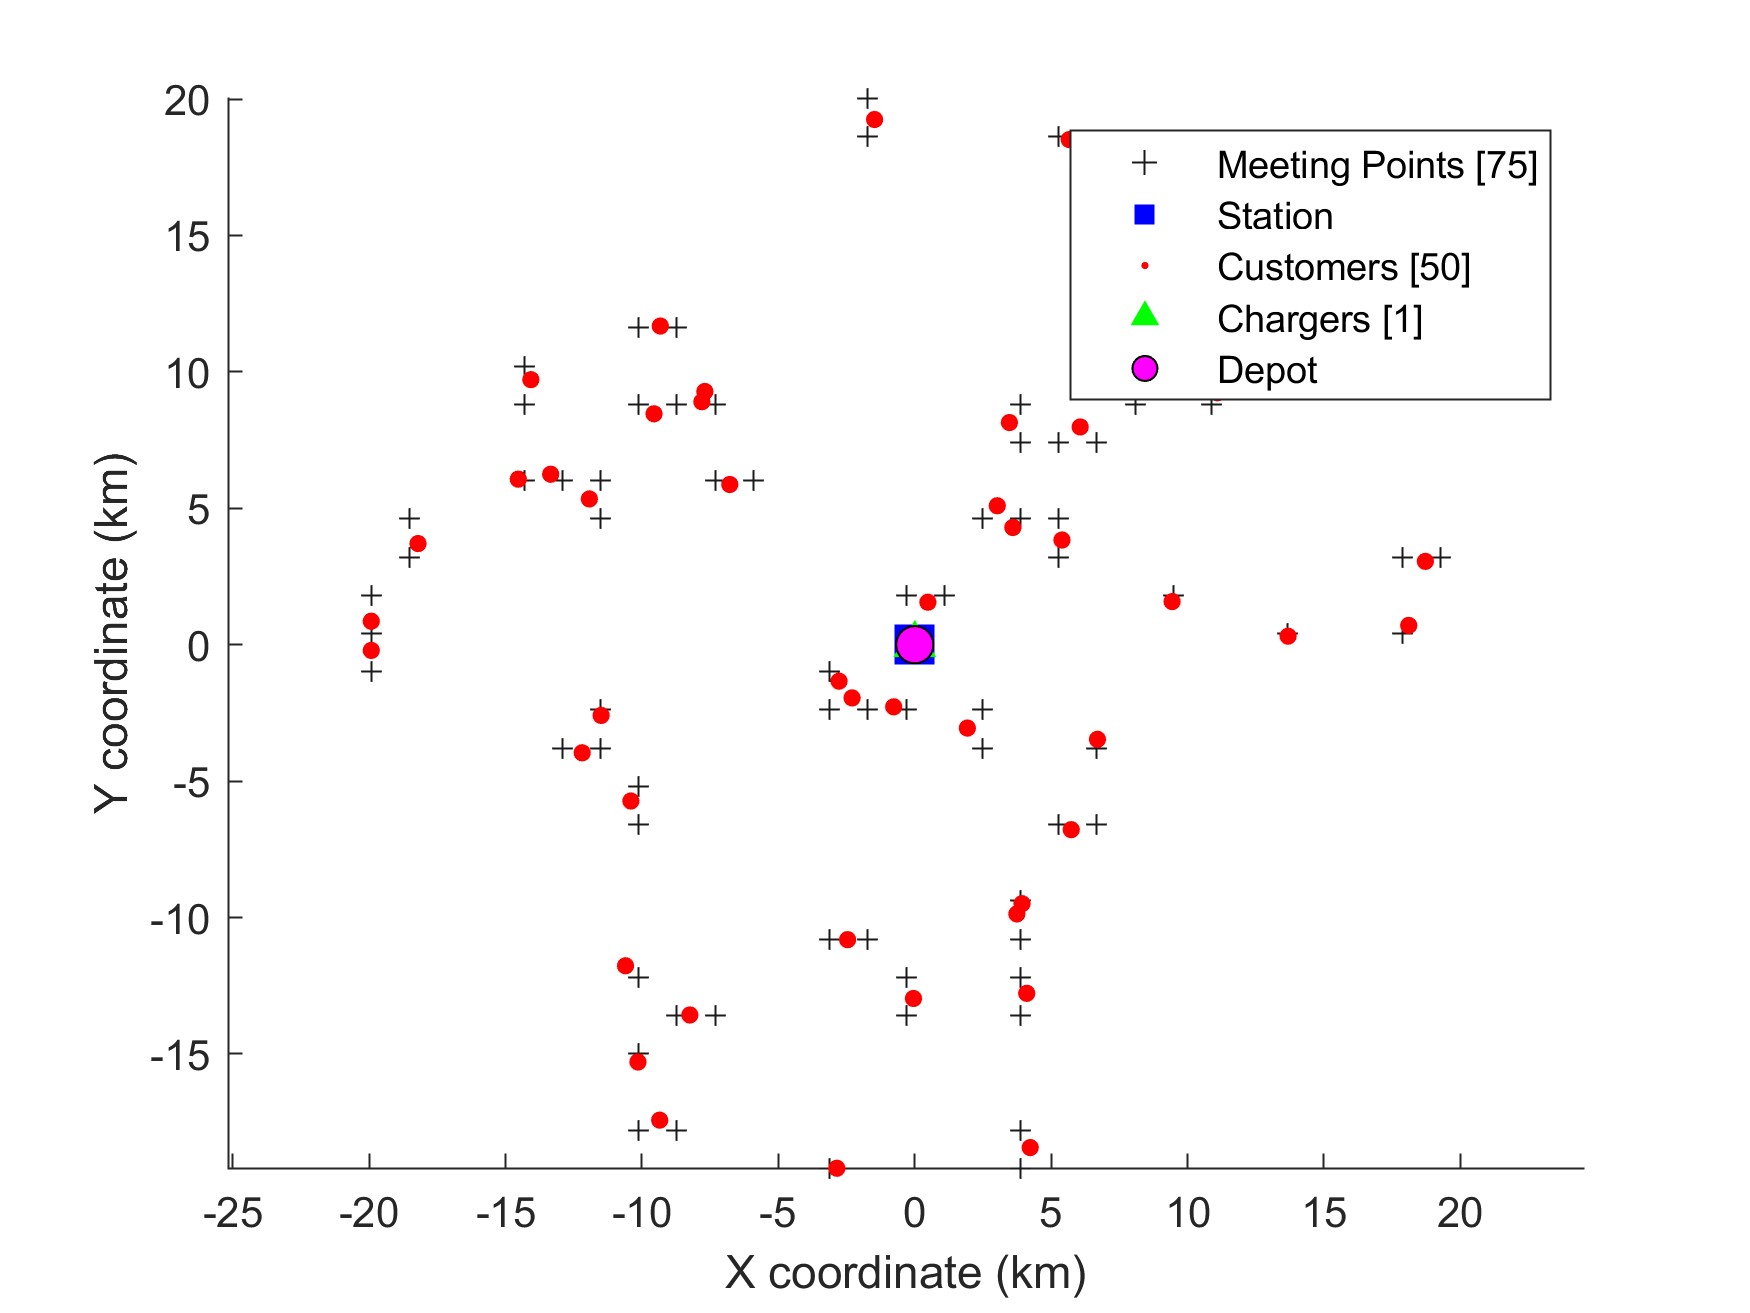 20
15
10
5
0
-5
-10
-15
Y coordinate (km)
Meeting Points [75]
Station
Customers [50]
Chargers [1]
Depot
-25 -20 -15 -10 -5 0 5 10 15 20
X coordinate (km)